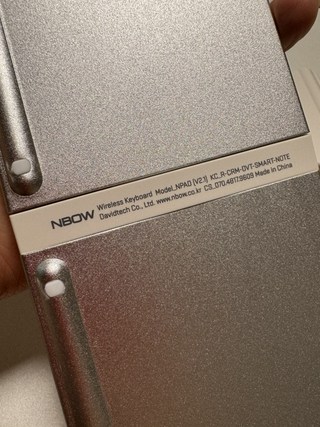 NBOW
Wireless Keyboard Model_NPAD [V2.1] KC_R-CRM-DVT-SMART-NOTE
Davidtech Co., Ltd. www.nbow.co.kr CS_070.4817.9609 Made in China